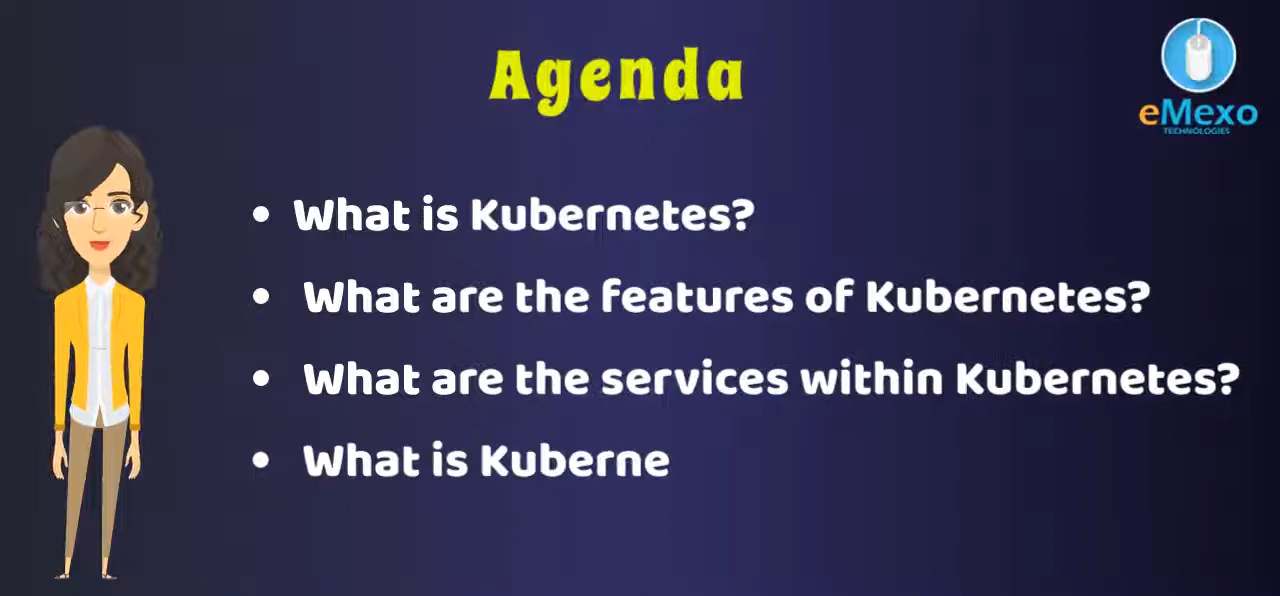 Agenda
eMexo
TECHNOLOGIES
• What is Kubernetes?
• What are the features of Kubernetes?
• What are the services within Kubernetes?
• What is Kuberne